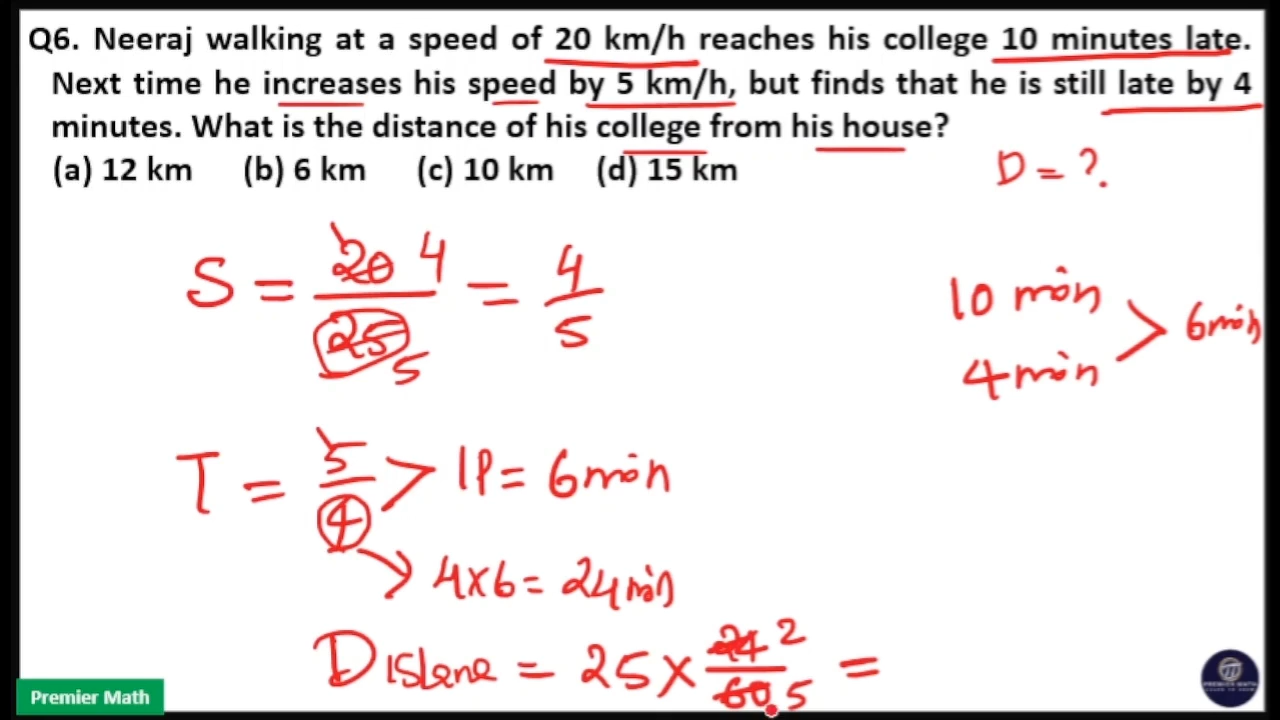 Q6. Neeraj walking at a speed of 20 km/h reaches his college 10 minutes late.
Next time he increases his speed by 5 km/h, but finds that he is still late by 4
minutes. What is the distance of his college from his house?
(a) 12 km (b) 6 km (c) 10 km (d) 15 km
D = ?.
S = 20 4 / 25 5 = 4/5
10 min
4 min > 6 min
T = 5/4 > 1P = 6 min
4x6 = 24 min
Distance = 25 x 24 2 / 60 5 =
Premier Math
PREMIER MATH